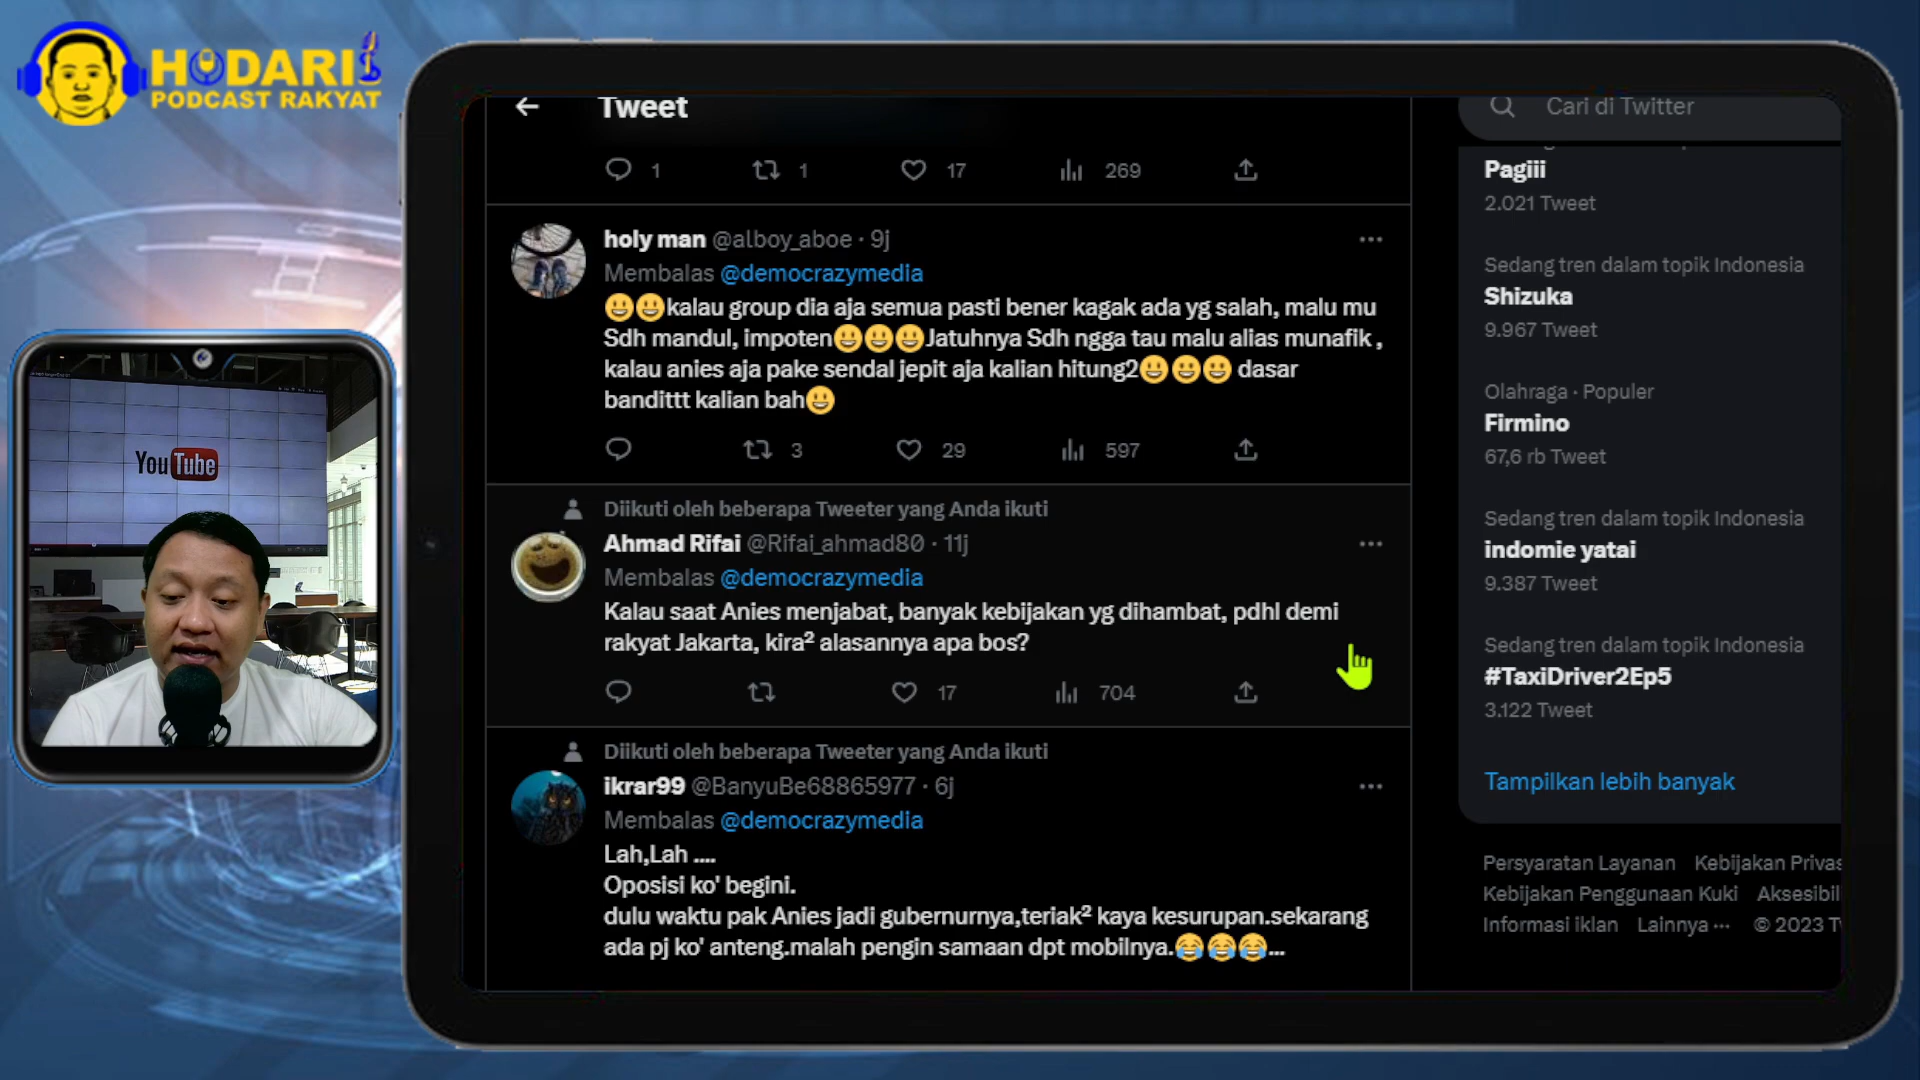 HODARI
PODCAST RAKYAT
YouTube
Tweet
1 1 17 269
holy man @alboy_aboe · 9j
Membalas @democrazymedia
😀😀kalau group dia aja semua pasti bener kagak ada yg salah, malu mu
Sdh mandul, impoten😀😀😀Jatuhnya Sdh ngga tau malu alias munafik ,
kalau anies aja pake sendal jepit aja kalian hitung2😀😀😀 dasar
bandittt kalian bah😀
3 29 597
Diikuti oleh beberapa Tweeter yang Anda ikuti
Ahmad Rifai @Rifai_ahmad80 · 11j
Membalas @democrazymedia
Kalau saat Anies menjabat, banyak kebijakan yg dihambat, pdhl demi
rakyat Jakarta, kira² alasannya apa bos?
17 704
Diikuti oleh beberapa Tweeter yang Anda ikuti
ikrar99 @BanyuBe68865977 · 6j
Membalas @democrazymedia
Lah,Lah ....
Oposisi ko' begini.
dulu waktu pak Anies jadi gubernurnya,teriak² kaya kesurupan.sekarang
ada pj ko' anteng.malah pengin samaan dpt mobilnya.😂😂😂...
Cari di Twitter
Pagiii
2.021 Tweet
Sedang tren dalam topik Indonesia
Shizuka
9.967 Tweet
Olahraga · Populer
Firmino
67,6 rb Tweet
Sedang tren dalam topik Indonesia
indomie yatai
9.387 Tweet
Sedang tren dalam topik Indonesia
#TaxiDriver2Ep5
3.122 Tweet
Tampilkan lebih banyak
Persyaratan Layanan Kebijakan Privas
Kebijakan Penggunaan Kuki Aksesibil
Informasi iklan Lainnya ··· © 2023 Tw